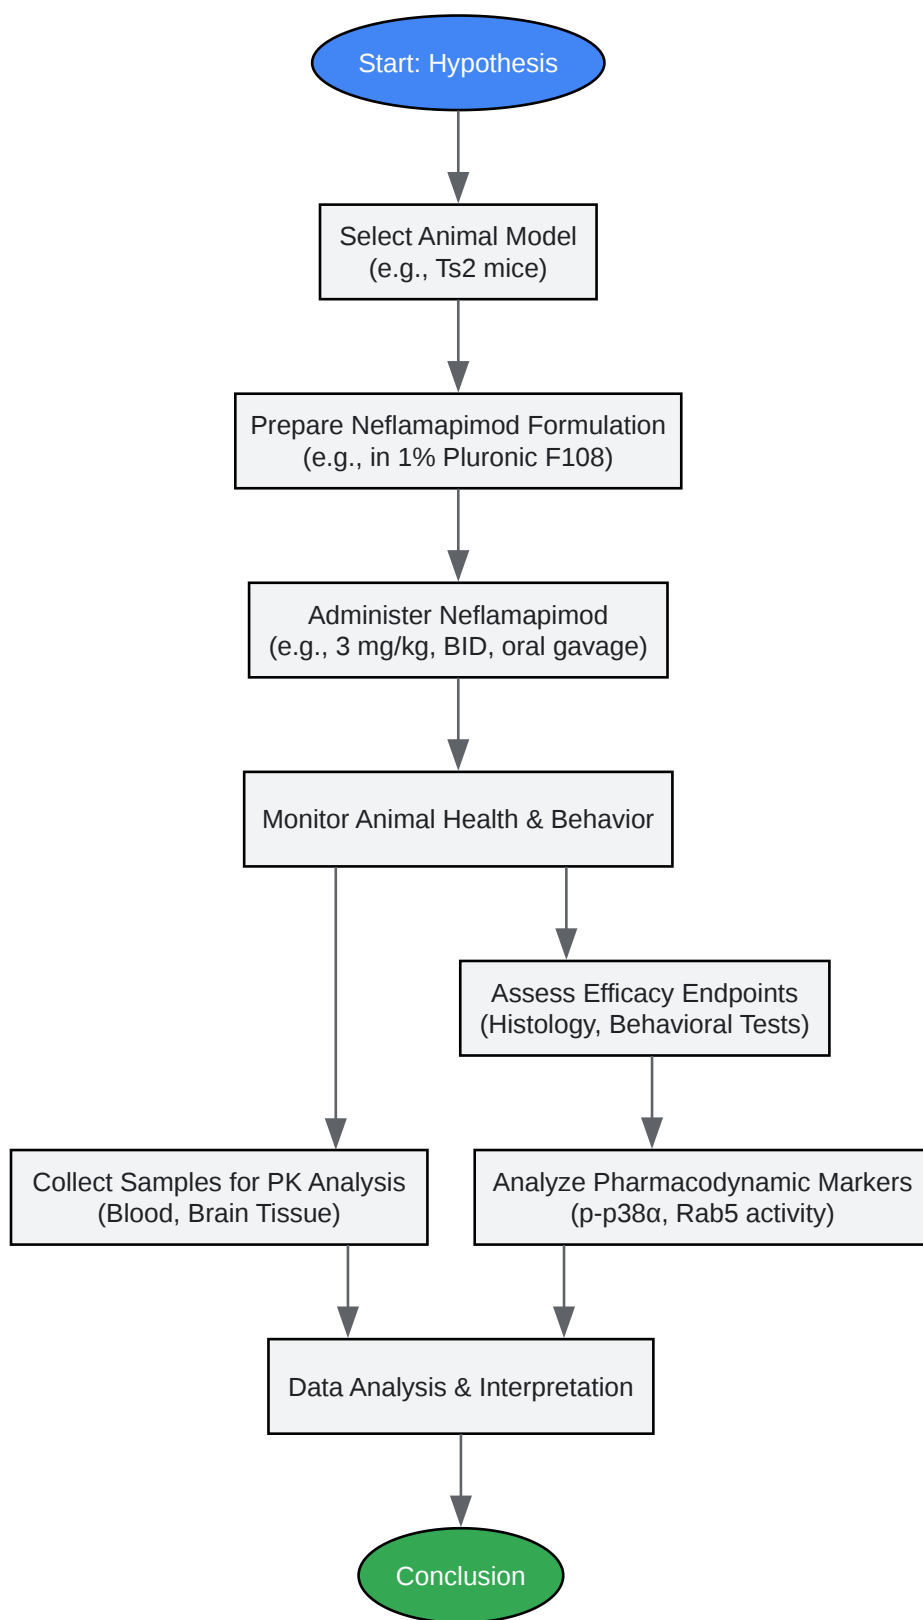 Start: Hypothesis
Select Animal Model
(e.g., Ts2 mice)
Prepare Neflamapimod Formulation
(e.g., in 1% Pluronic F108)
Administer Neflamapimod
(e.g., 3 mg/kg, BID, oral gavage)
Monitor Animal Health & Behavior
Assess Efficacy Endpoints
(Histology, Behavioral Tests)
Collect Samples for PK Analysis
(Blood, Brain Tissue)
Analyze Pharmacodynamic Markers
(p-p38α, Rab5 activity)
Data Analysis & Interpretation
Conclusion